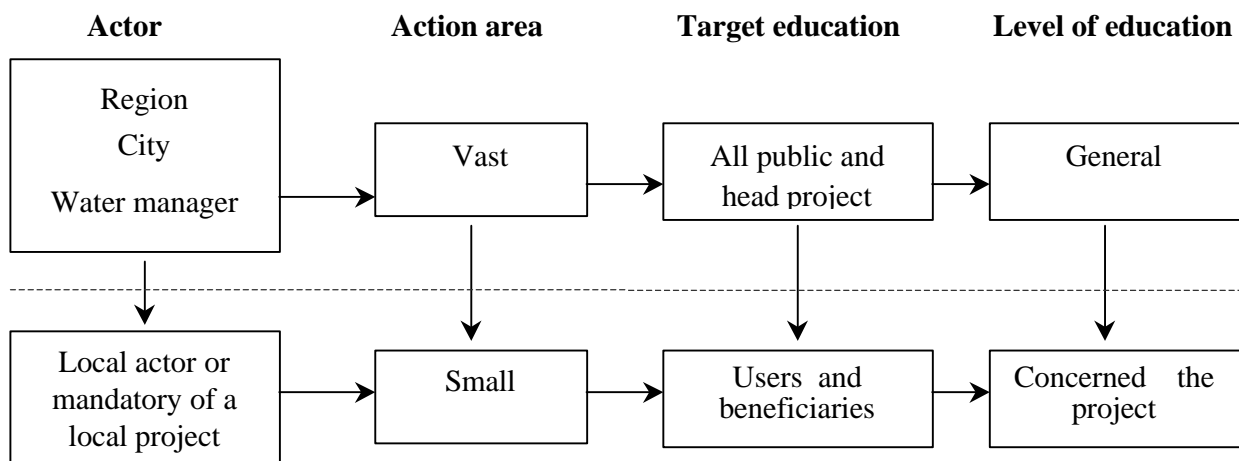 Actor Action area Target education Level of education
Region
City
Water manager
Vast
All public and
head project
General
Local actor or
mandatory of a
local project
Small
Users and
beneficiaries
Concerned the
project